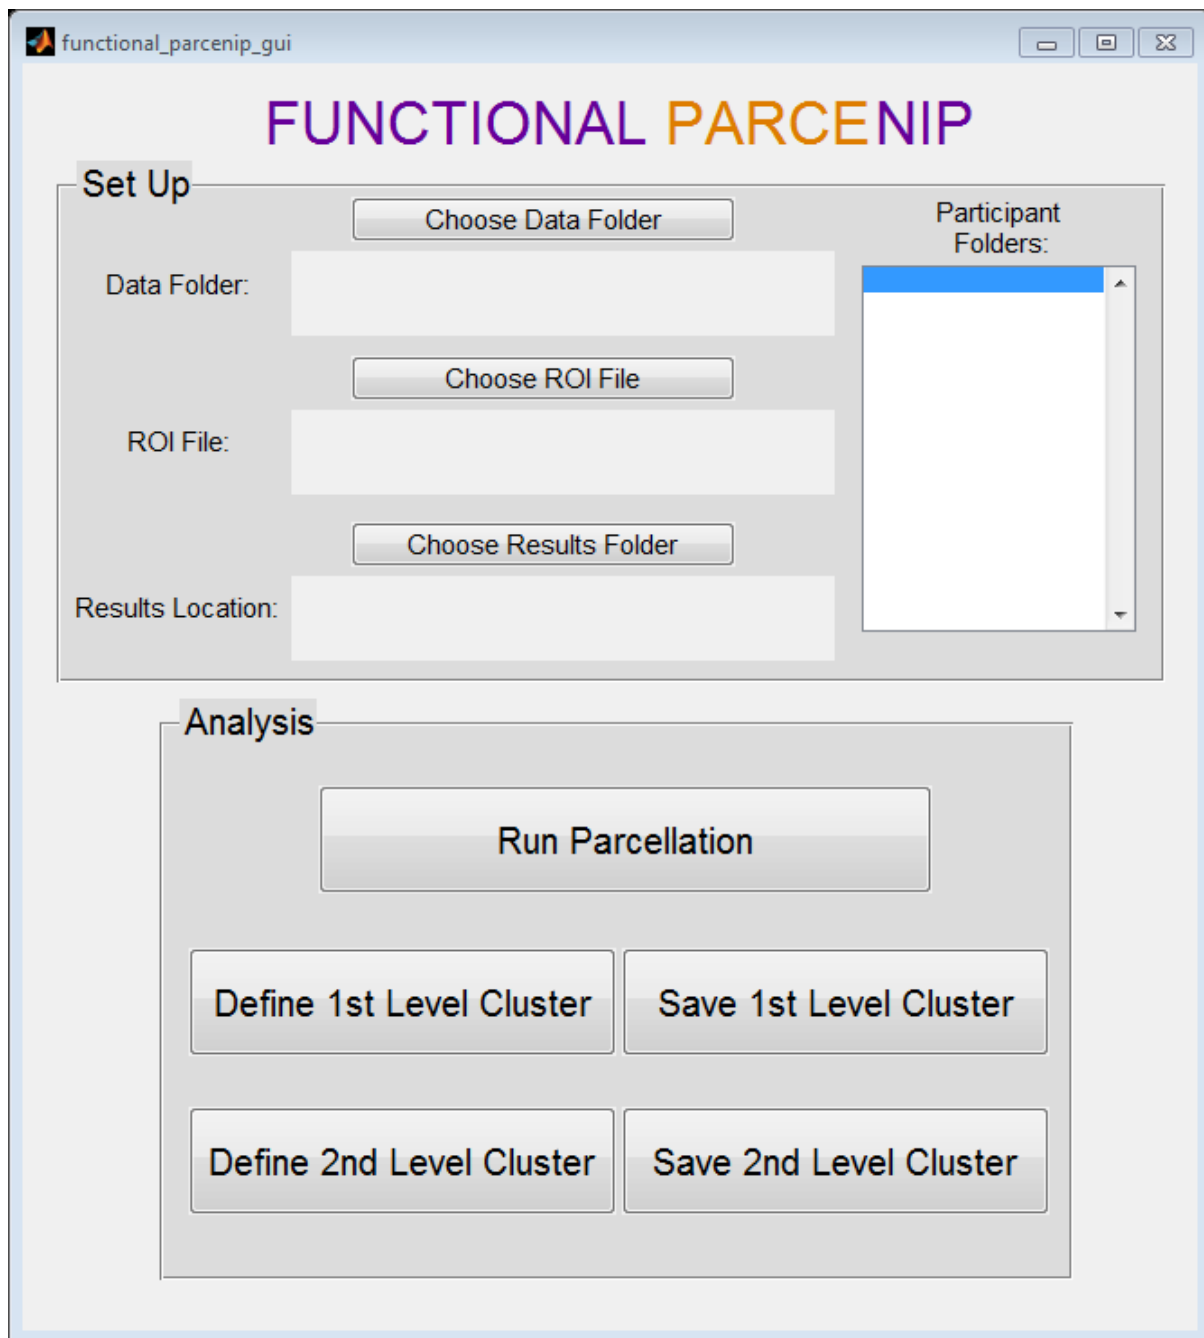 functional_parcenip_gui
FUNCTIONAL PARCENIP
Set Up
Choose Data Folder
Participant
Folders:
Data Folder:
Choose ROI File
ROI File:
Choose Results Folder
Results Location:
Analysis
Run Parcellation
Define 1st Level Cluster
Save 1st Level Cluster
Define 2nd Level Cluster
Save 2nd Level Cluster